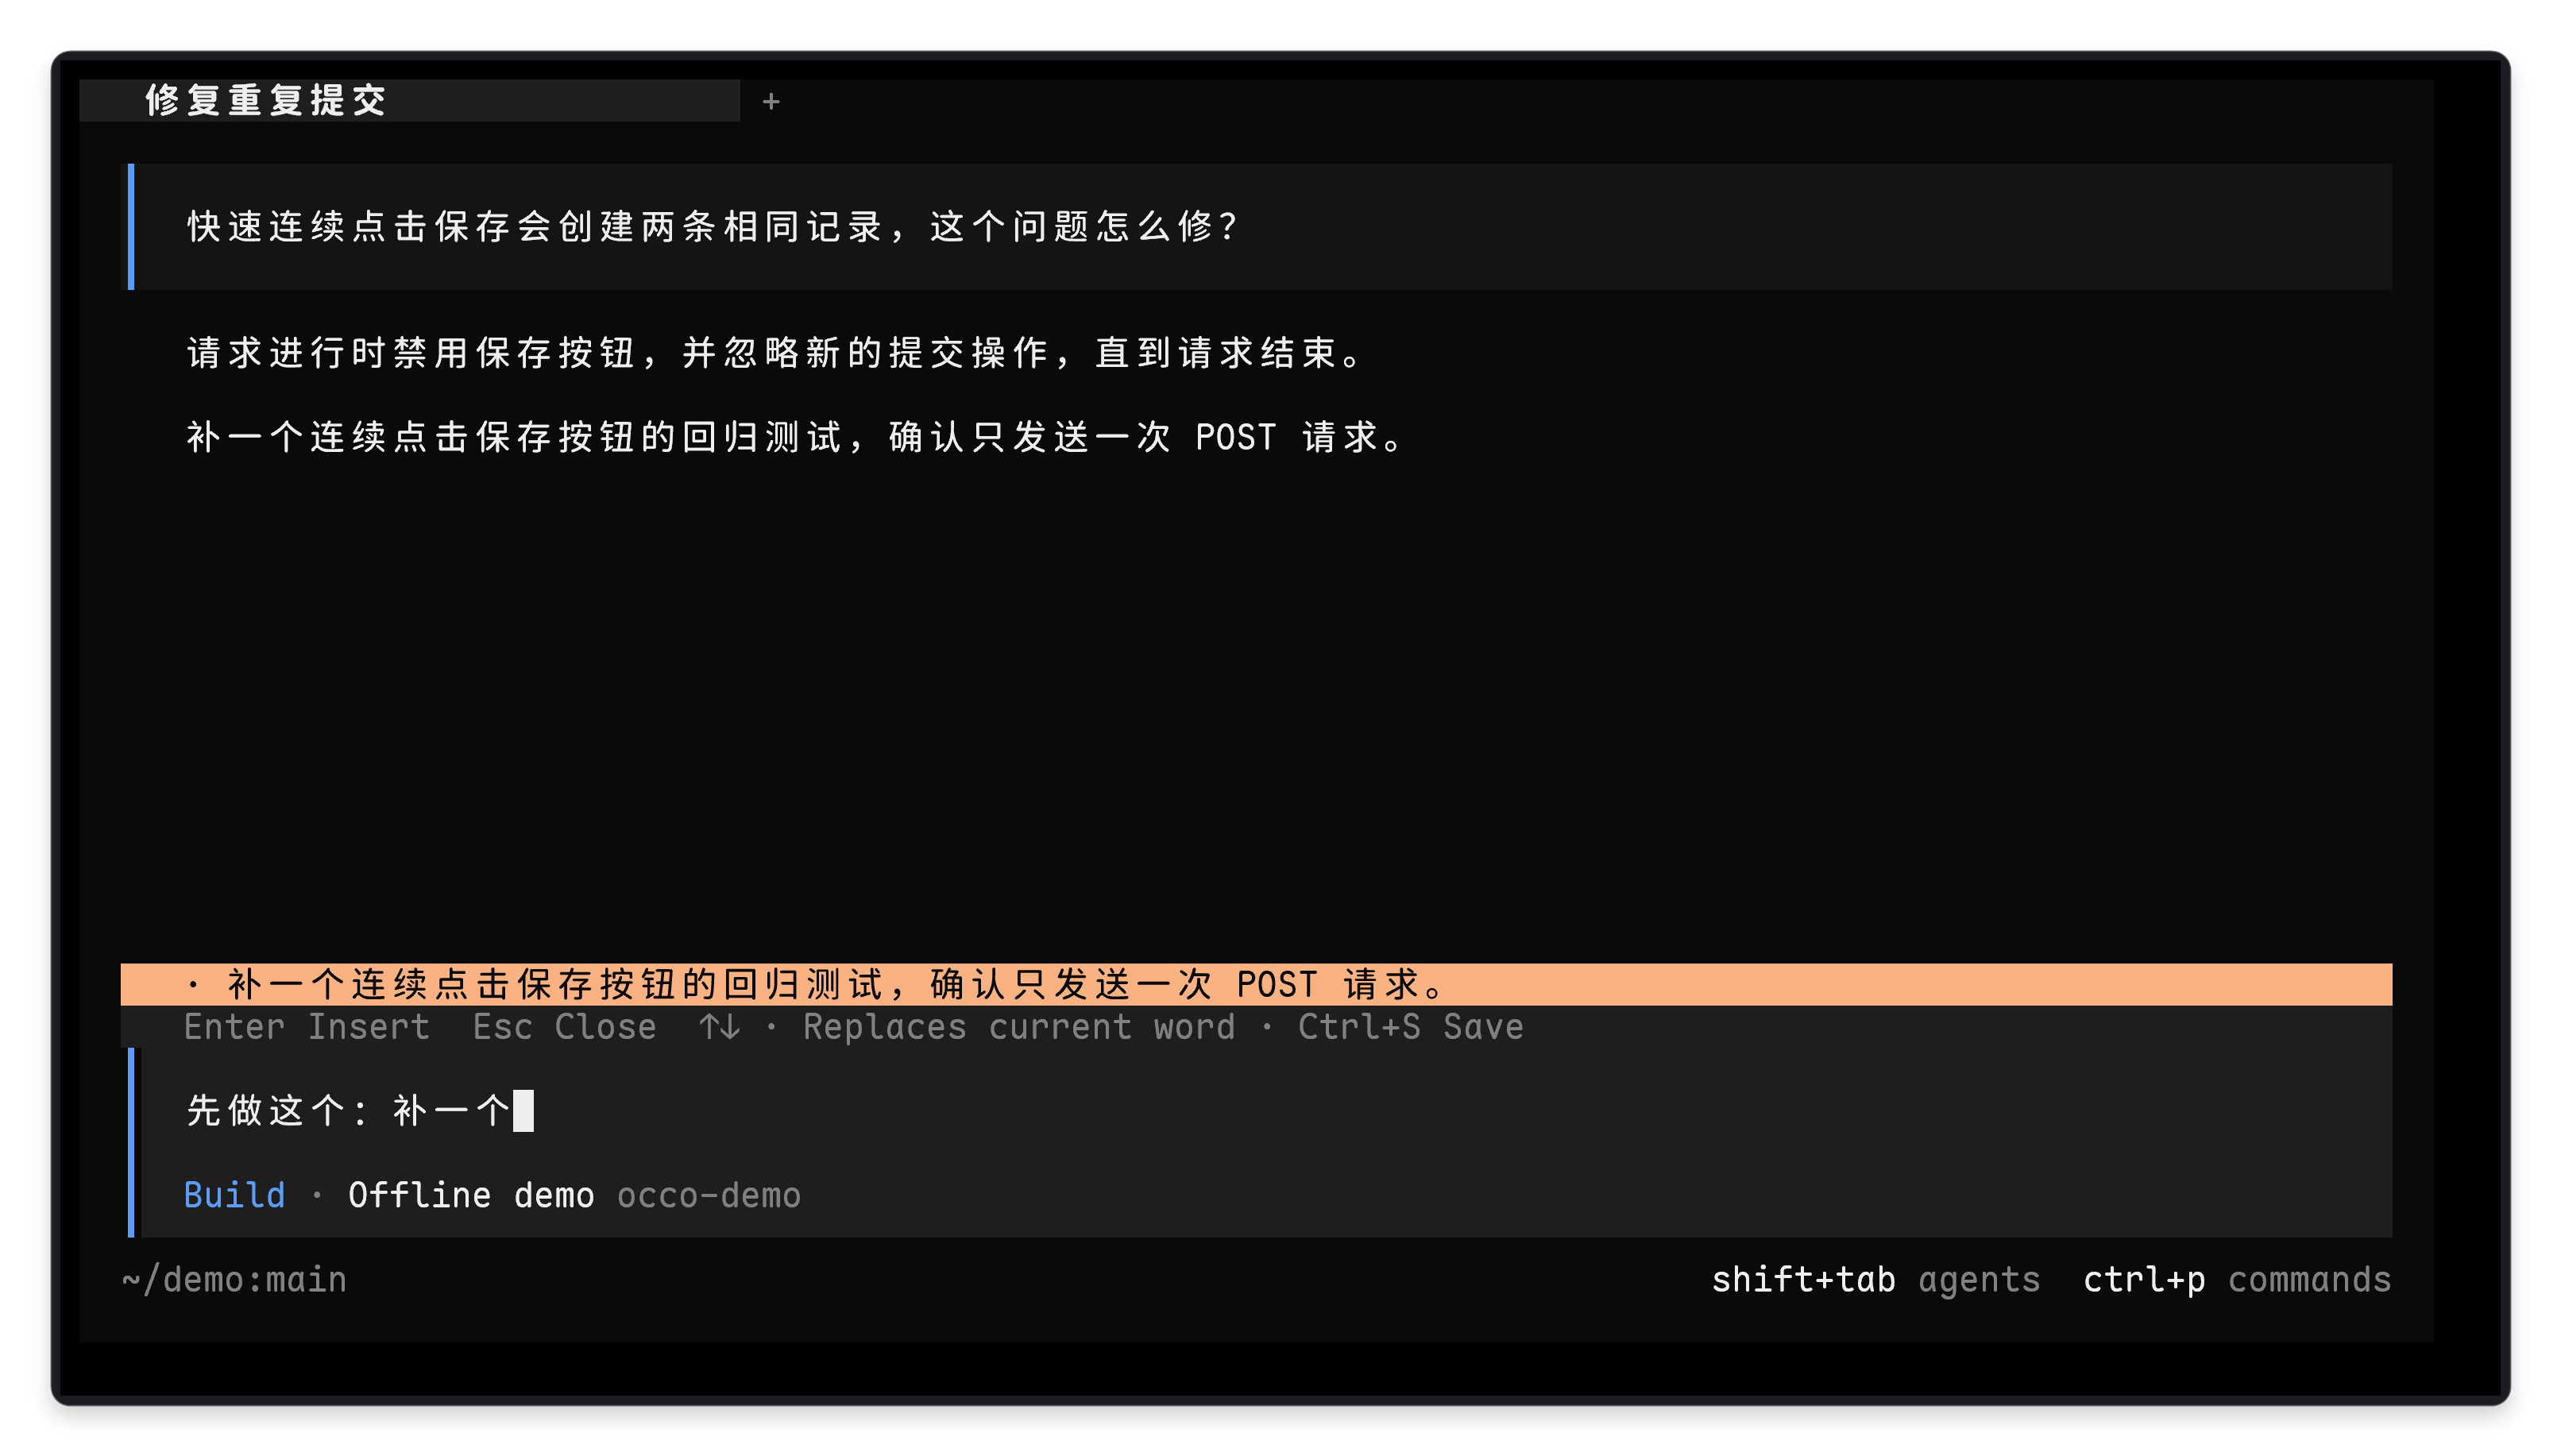 修复重复提交 +
快速连续点击保存会创建两条相同记录，这个问题怎么修？
请求进行时禁用保存按钮，并忽略新的提交操作，直到请求结束。
补一个连续点击保存按钮的回归测试，确认只发送一次 POST 请求。
· 补一个连续点击保存按钮的回归测试，确认只发送一次 POST 请求。
Enter Insert  Esc Close  ↑↓ · Replaces current word · Ctrl+S Save
先做这个：补一个
Build · Offline demo occo-demo
~/demo:main shift+tab agents  ctrl+p commands